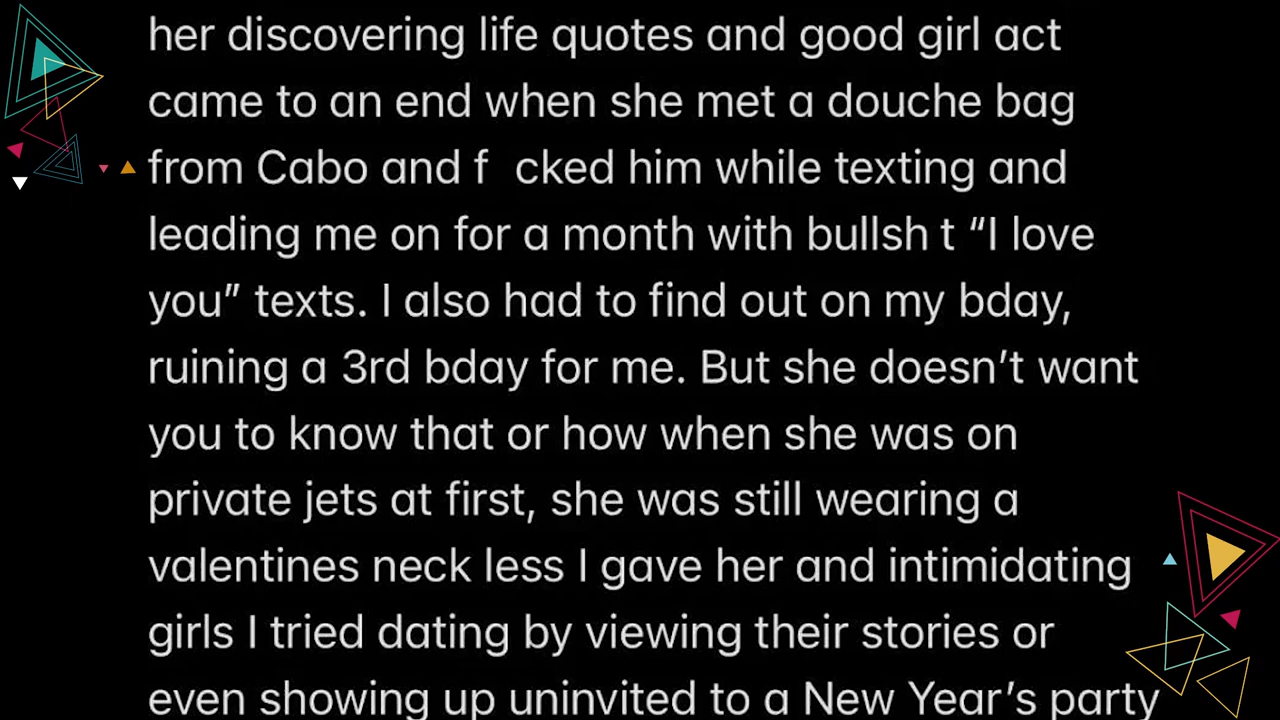 her discovering life quotes and good girl act
came to an end when she met a douche bag
from Cabo and f cked him while texting and
leading me on for a month with bullsh t “I love
you” texts. I also had to find out on my bday,
ruining a 3rd bday for me. But she doesn’t want
you to know that or how when she was on
private jets at first, she was still wearing a
valentines neck less I gave her and intimidating
girls I tried dating by viewing their stories or
even showing up uninvited to a New Year’s party